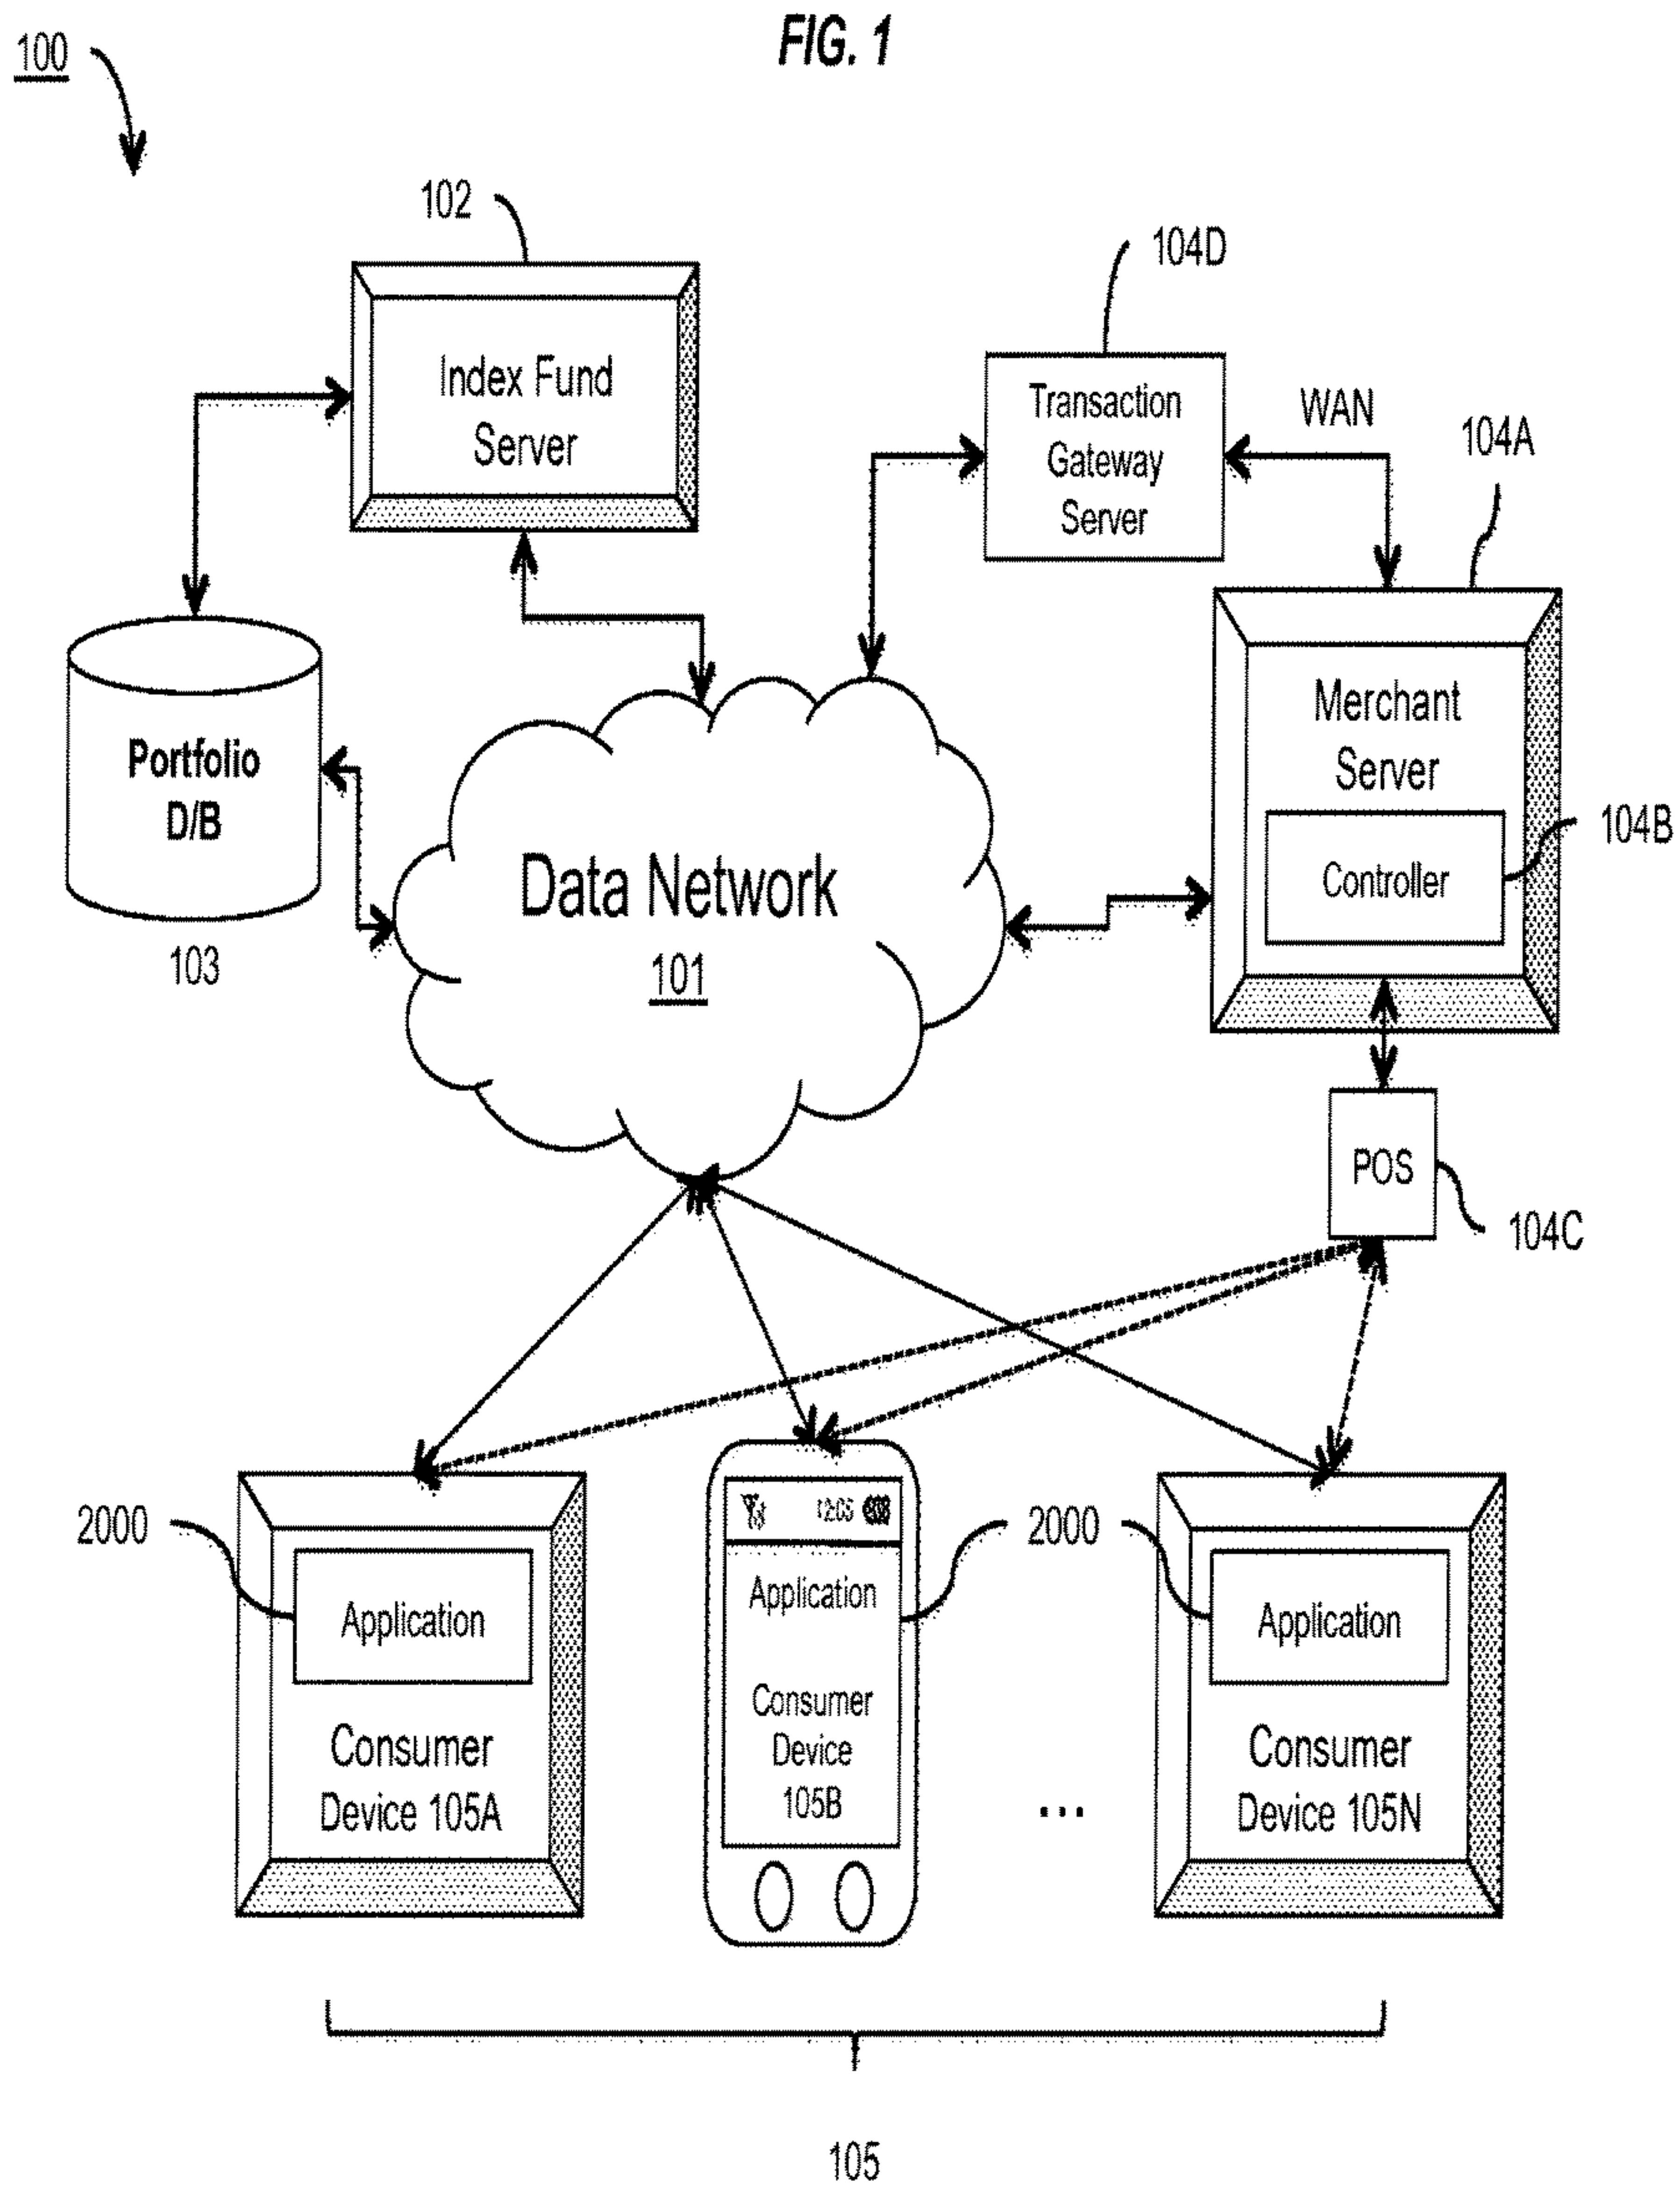 FIG. 1
100
102
104D
Index Fund
Server
Transaction
Gateway
Server
WAN
104A
Portfolio
D/B
103
Data Network
101
Merchant
Server
Controller
104B
POS
104C
2000
Application
Consumer
Device 105A
12:05
Application
Consumer
Device
105B
2000
...
Application
Consumer
Device 105N
105